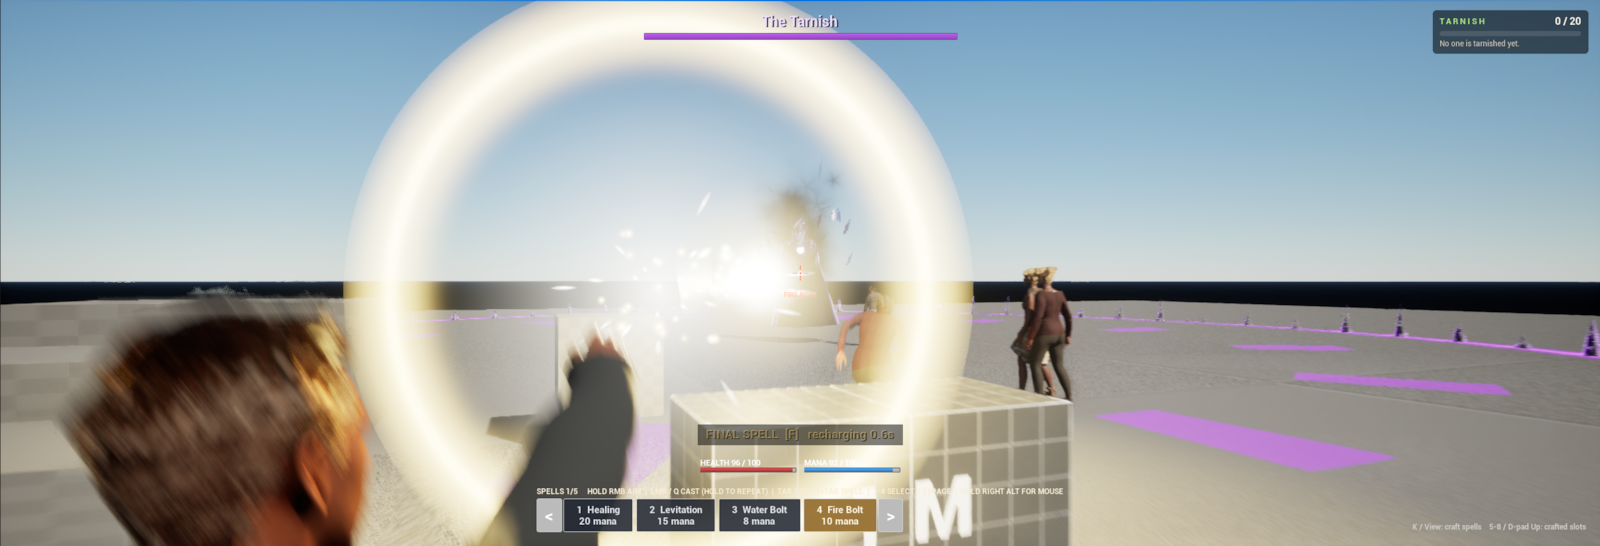 The Tarnish
TARNISH 0 / 20
No one is tarnished yet.
FINAL SPELL [F] recharging 0.6s
HEALTH 96 / 100 MANA 92 /
SPELLS 1/5 HOLD RMB Q CAST (HOLD TO REPEAT) | SELECT RIGHT ALT FOR MOUSE
< 1 Healing 2 Levitation 3 Water Bolt 4 Fire Bolt >
20 mana 15 mana 8 mana 10 mana
M
K / View: craft spells 5-8 / D-pad Up: crafted slots